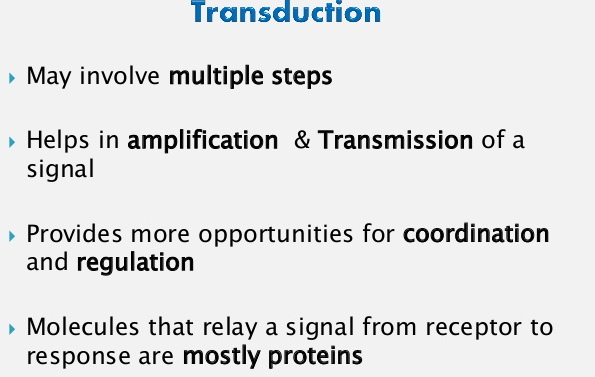 Transduction
May involve multiple steps
Helps in amplification & Transmission of a
signal
Provides more opportunities for coordination
and regulation
Molecules that relay a signal from receptor to
response are mostly proteins